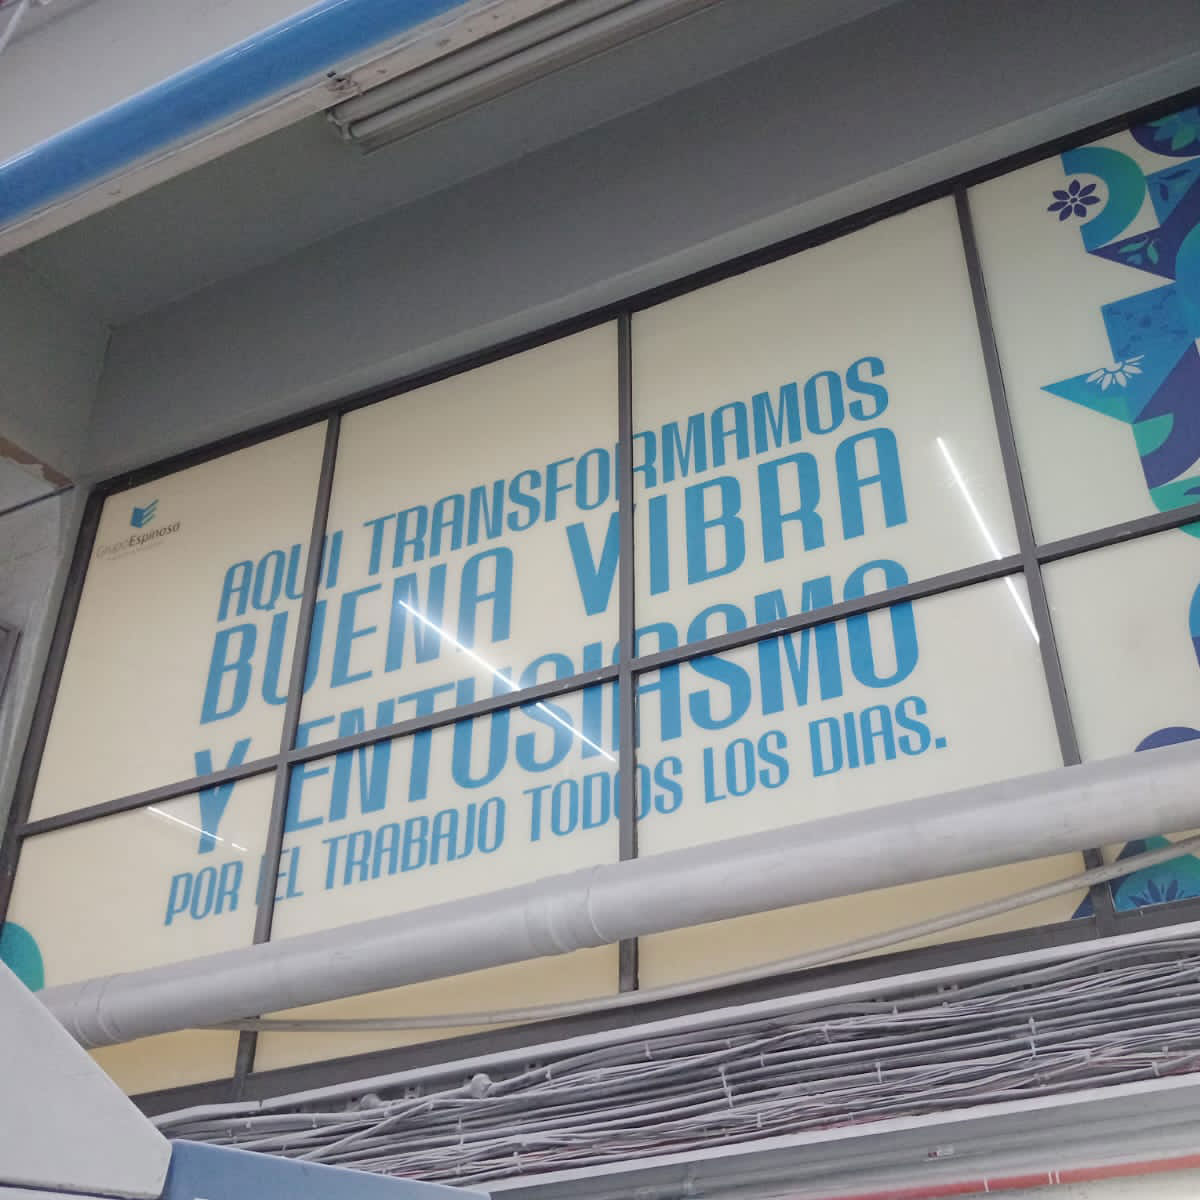 GrupoEspinosa
AQUI TRANSFORMAMOS
BUENA VIBRA
Y ENTUSIASMO
POR EL TRABAJO TODOS LOS DIAS.